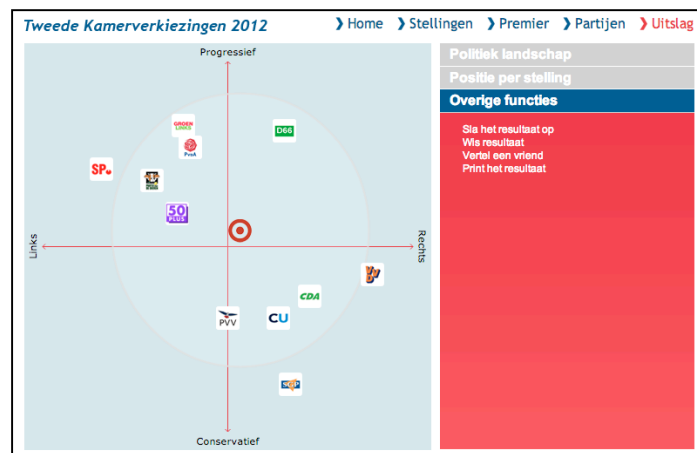 Tweede Kamerverkiezingen 2012
❯ Home ❯ Stellingen ❯ Premier ❯ Partijen ❯ Uitslag
Progressief
GROEN
LINKS
D66
PvdA
SP
50
PLUS
Links
Rechts
VVD
CDA
PVV
CU
SGP
Conservatief
Politiek landschap
Positie per stelling
Overige functies
Sla het resultaat op
Wis resultaat
Vertel een vriend
Print het resultaat